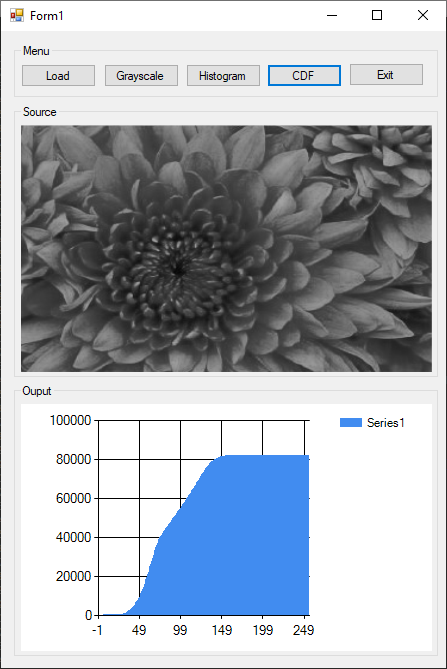 Form1
Menu
Load Grayscale Histogram CDF Exit
Source
Ouput
100000
80000
60000
40000
20000
0
-1 49 99 149 199 249
Series1